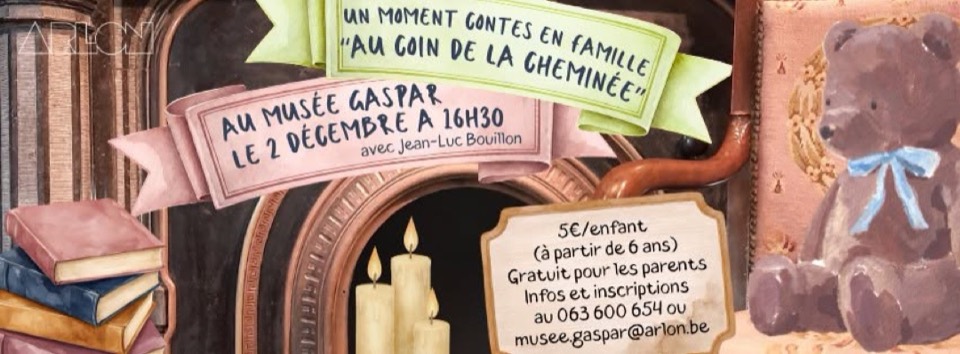 ARLON
UN MOMENT CONTES EN FAMILLE
"AU COIN DE LA CHEMINÉE"
AU MUSÉE GASPAR
LE 2 DÉCEMBRE A 16H30
avec Jean-Luc Bouillon
5€/enfant
(à partir de 6 ans)
Gratuit pour les parents
Infos et inscriptions
au 063 600 654 ou
musee.gaspar@arlon.be